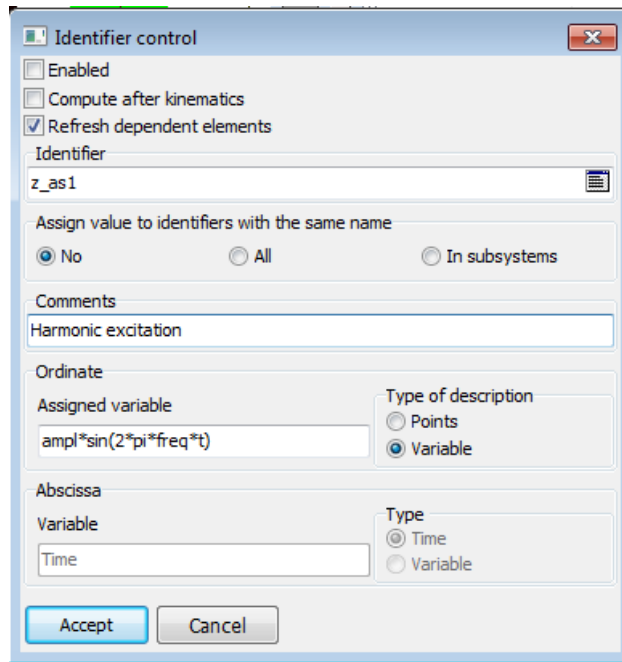 Identifier control
Enabled
Compute after kinematics
Refresh dependent elements
Identifier
z_as1
Assign value to identifiers with the same name
No All In subsystems
Comments
Harmonic excitation
Ordinate
Assigned variable
ampl*sin(2*pi*freq*t)
Type of description
Points
Variable
Abscissa
Variable
Time
Type
Time
Variable
Accept Cancel